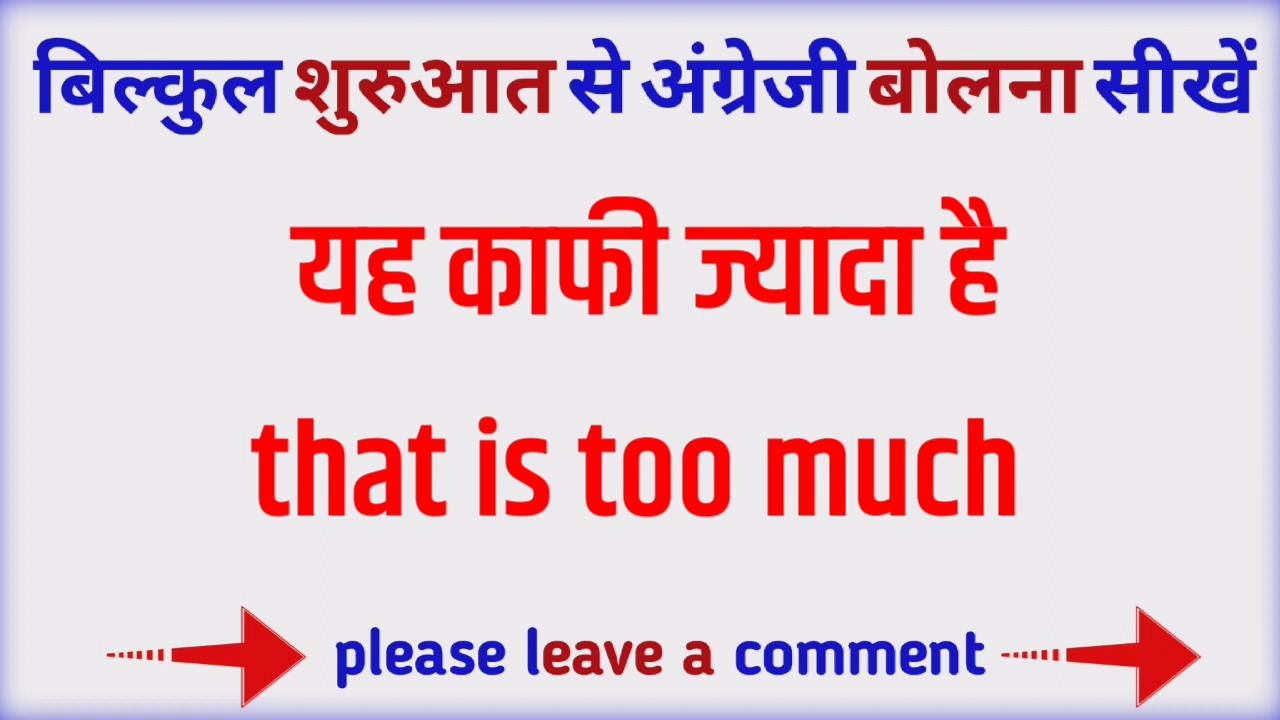 बिल्कुल शुरुआत से अंग्रेजी बोलना सीखें
यह काफी ज्यादा है
that is too much
please leave a comment